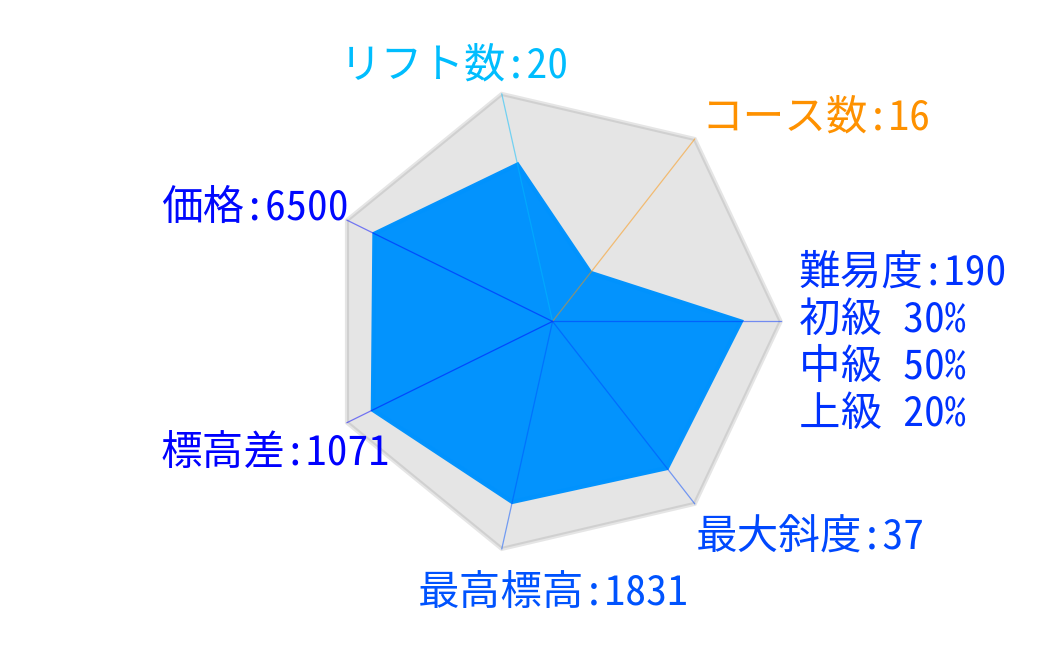 リフト数:20
コース数:16
価格:6500
難易度:190
初級 30%
中級 50%
上級 20%
標高差:1071
最大斜度:37
最高標高:1831